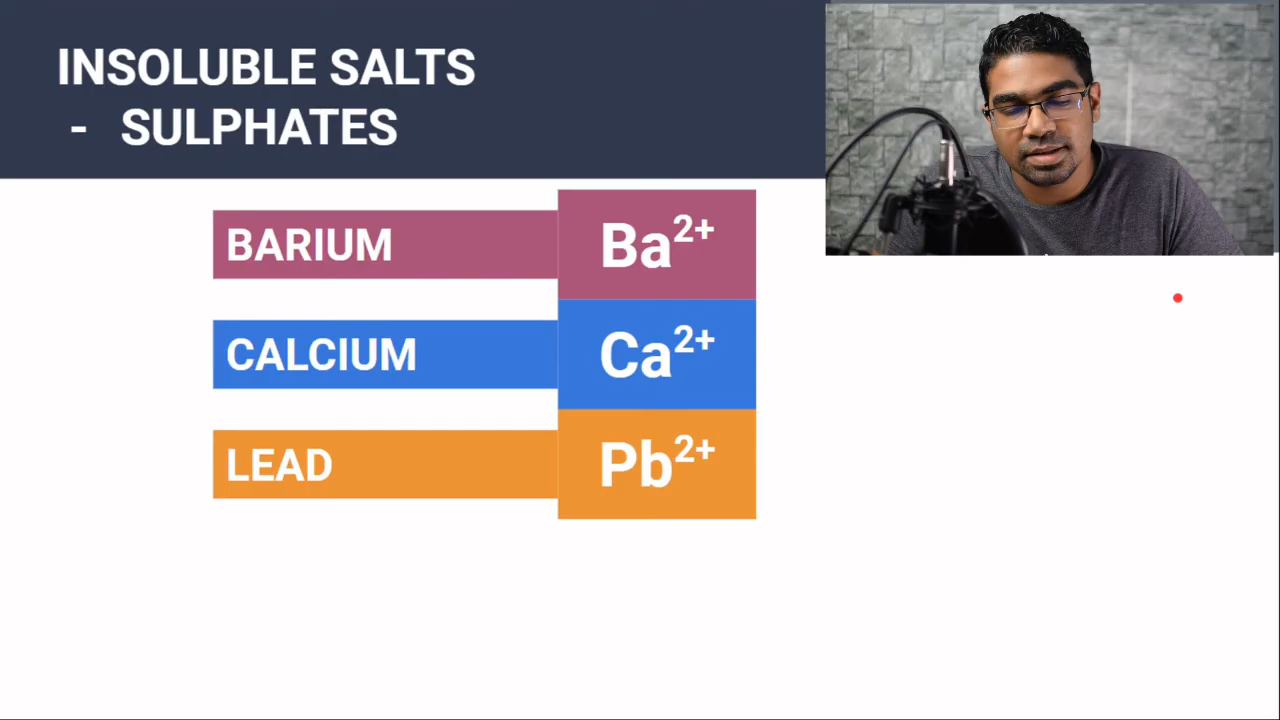 INSOLUBLE SALTS
- SULPHATES
BARIUM Ba²⁺
CALCIUM Ca²⁺
LEAD Pb²⁺